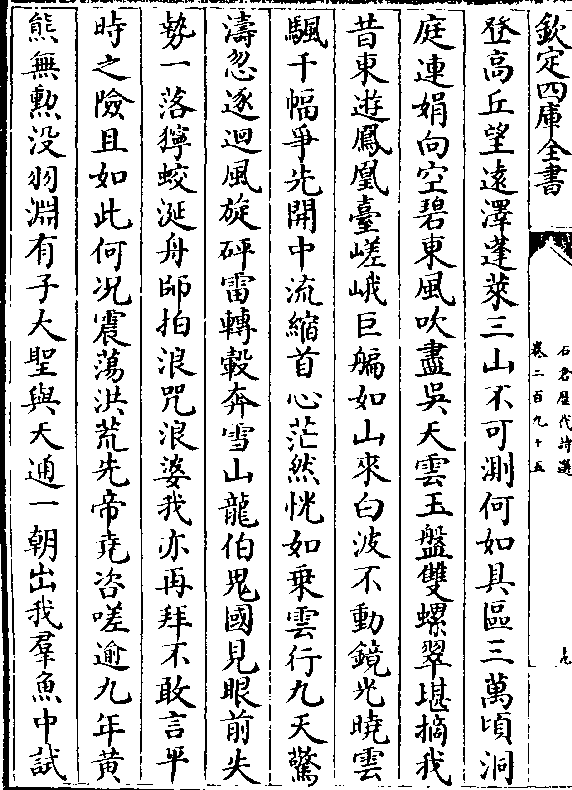 欽定四庫全書
石倉歷代詩選
卷二百九十五
九
登高丘望遠澤蓬萊三山不可測何如具區三萬頃洞
庭連娟向空碧東風吹盡吳天雲玉盤雙螺翠堪摘我
昔東遊鳳凰臺嵯峨巨艑如山來白波不動鏡光曉雲
颿千幅爭先開中流縮首心茫然恍如乗雲行九天驚
濤忽逐迴風旋砰雷轉轂奔雪山龍伯鬼國見眼前失
勢一落獰蛟涎舟師拍浪咒浪婆我亦再拜不敢言平
時之險且如此何况震蕩洪荒先帝堯咨嗟逾九年黄
熊無勲没羽淵有子大聖與天通一朝出我羣魚中試